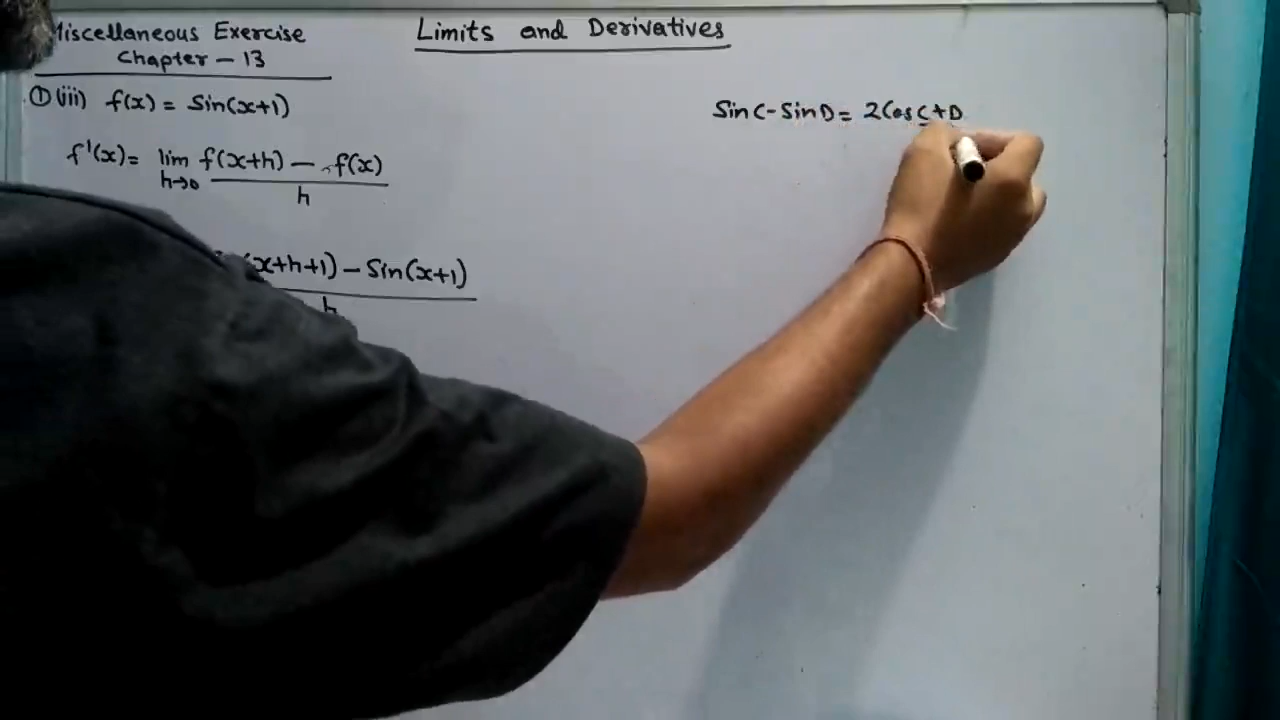 Miscellaneous Exercise
Chapter – 13
Limits and Derivatives
① (iii) f(x) = Sin(x+1)
f'(x) = lim h→0 f(x+h) – f(x)
h
(x+h+1) – Sin(x+1)
h
Sin C - Sin D = 2 Cos C+D